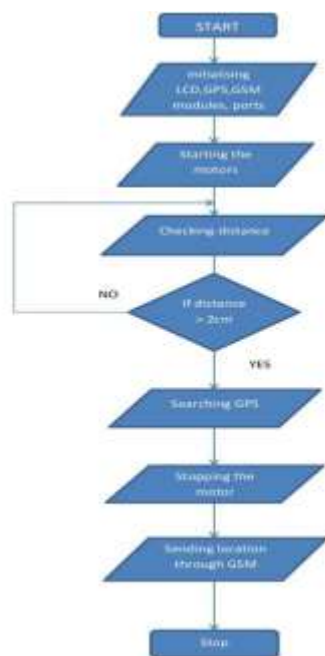 START
Initialising
LCD,GPS,GSM
modules, ports
Starting the
motors
Checking distance
If distance
> 2cm
NO
YES
Searching GPS
Stopping the
motor
Sending location
through GSM
Stop